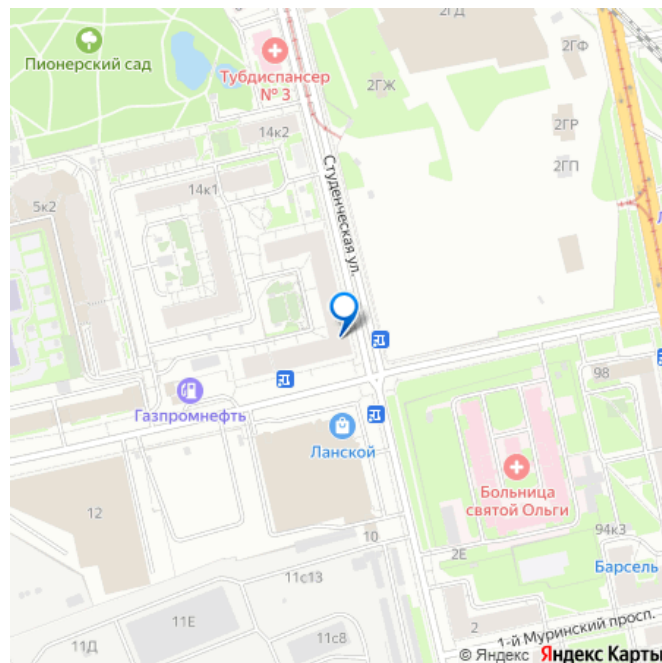 2ГД
Пионерский сад
Тубдиспансер
№ 3
2ГФ
2ГЖ
2ГР
14к2
2ГП
Студенческая ул.
14к1
5к2
98
Газпромнефть
Ланской
Больница
святой Ольги
12
10
94к3
2Е
Барсель
11с13
11Е
2
1-й Муринский просп.
11с8
11Д
© Яндекс Яндекс Карты